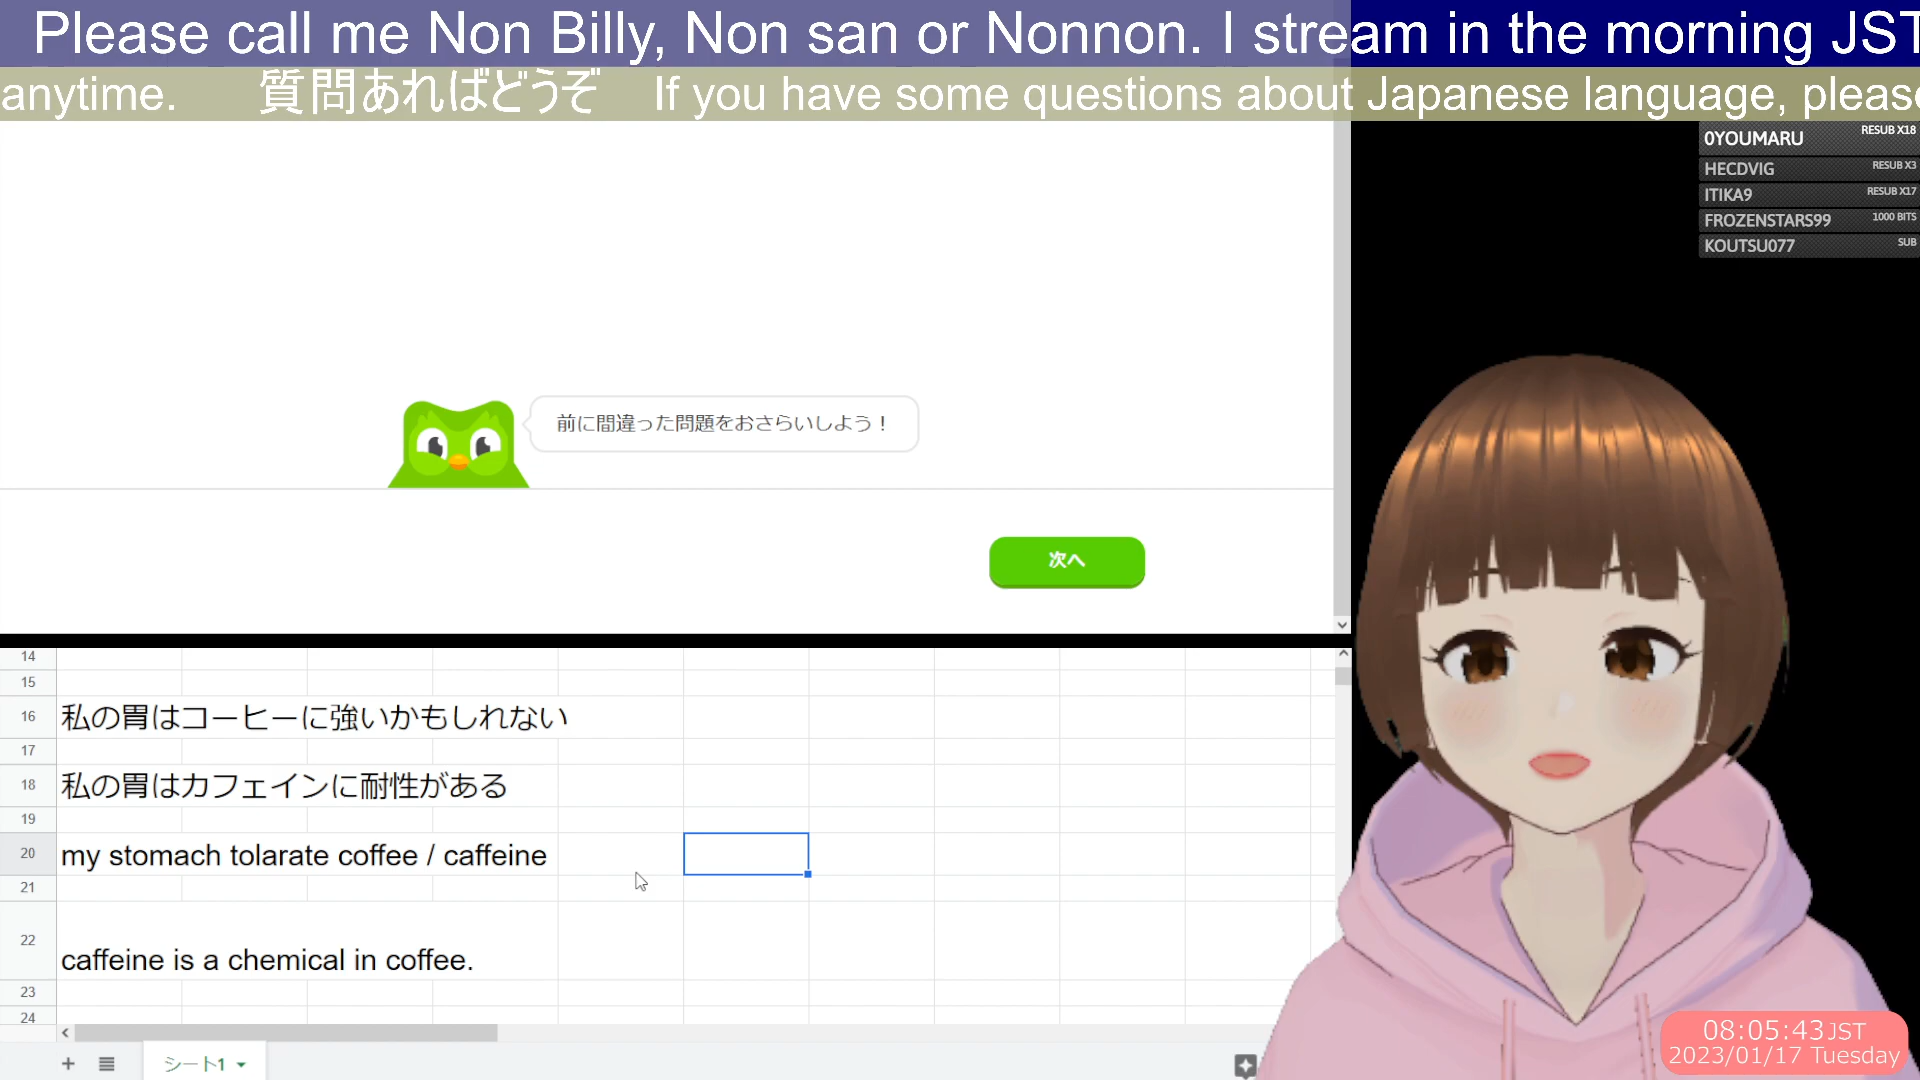 Please call me Non Billy, Non san or Nonnon. I stream in the morning JST
anytime. 質問あればどうぞ If you have some questions about Japanese language, please
0YOUMARU RESUB X18
HECDVIG RESUB X3
ITIKA9 RESUB X17
FROZENSTARS99 1000 BITS
KOUTSU077 SUB
前に間違った問題をおさらいしよう！
次へ
14
15
16 私の胃はコーヒーに強いかもしれない
17
18 私の胃はカフェインに耐性がある
19
20 my stomach tolarate coffee / caffeine
21
22 caffeine is a chemical in coffee.
23
24
シート1
08:05:43 JST
2023/01/17 Tuesday